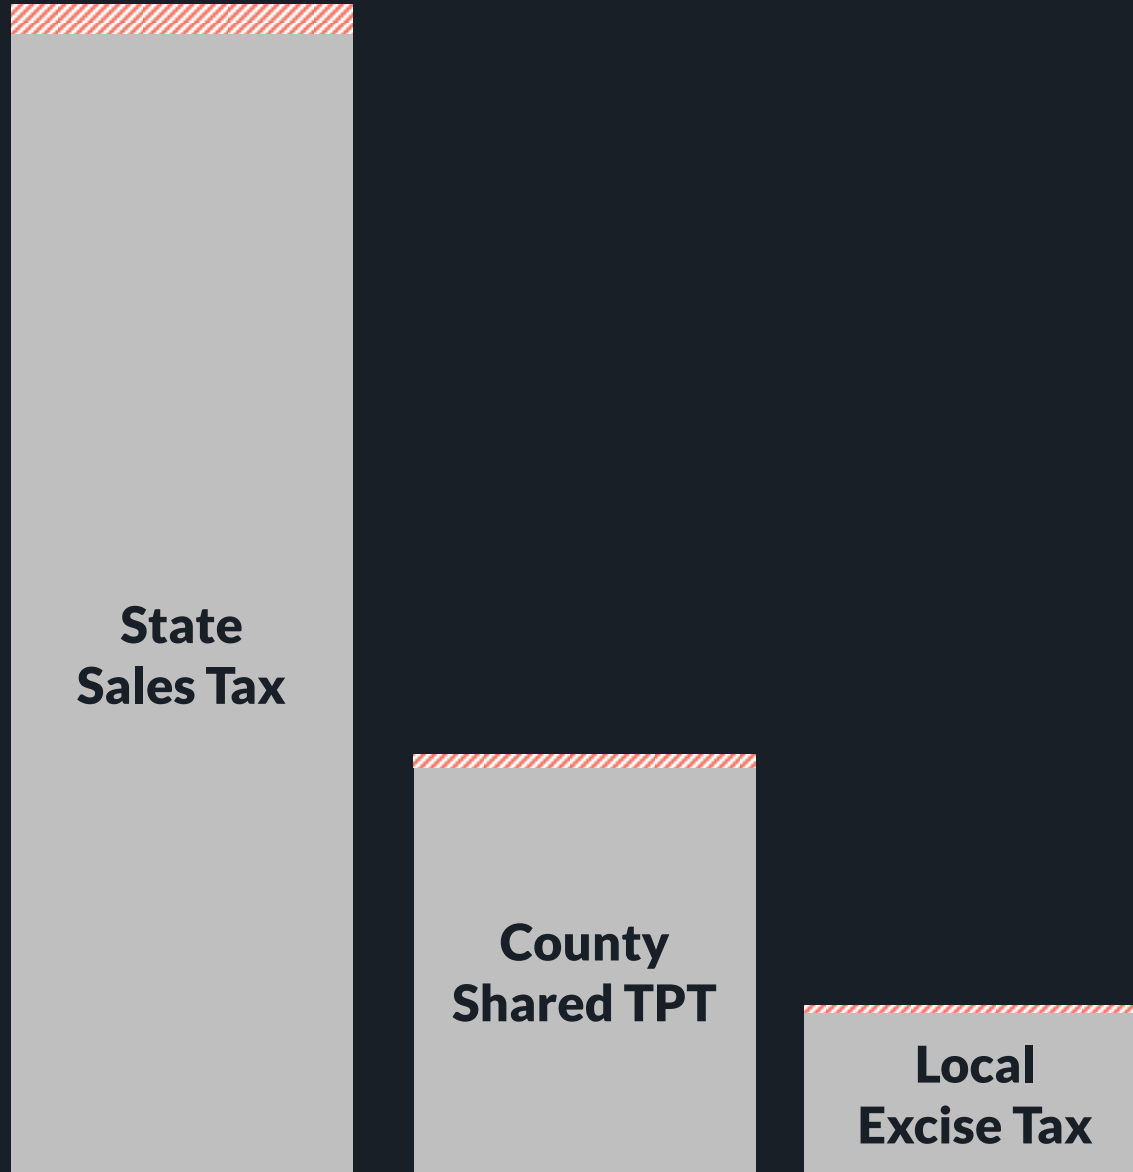 State
Sales Tax
County
Shared TPT
Local
Excise Tax